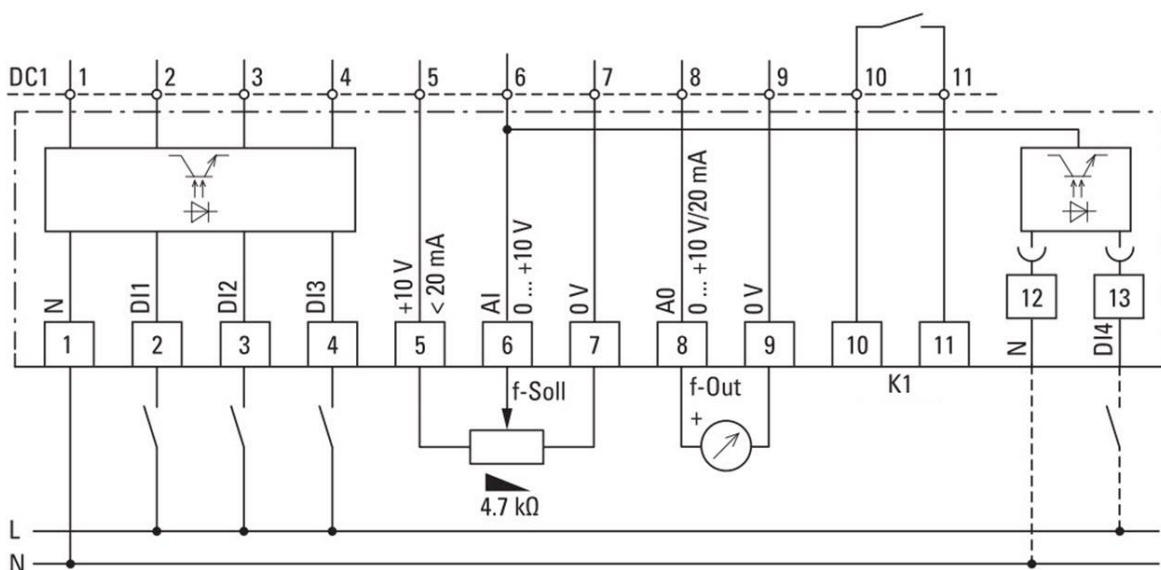 DC1 1 2 3 4 5 6 7 8 9 10 11
N
DI1
DI2
DI3
+10 V
< 20 mA
AI
0 ... +10 V
0 V
A0
0 ... +10 V/20 mA
0 V
12 13
N
DI4
1 2 3 4 5 6 7 8 9 10 11
f-Soll
f-Out
K1
+
4.7 kΩ
L
N